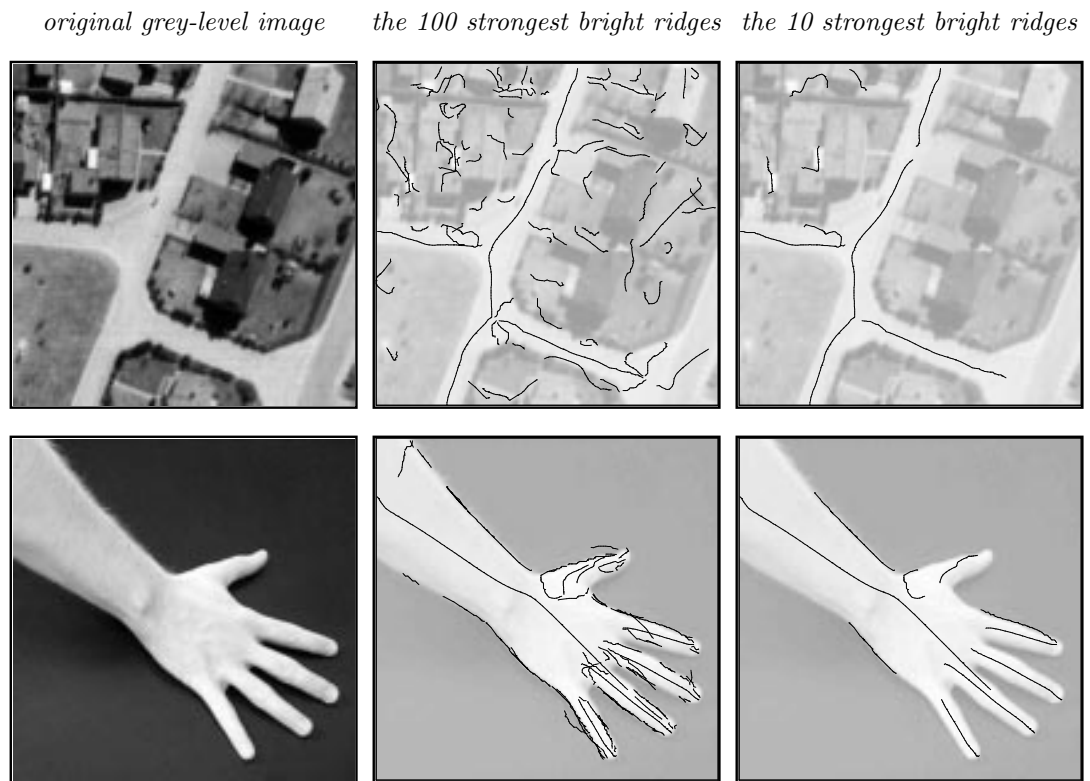 original grey-level image
the 100 strongest bright ridges
the 10 strongest bright ridges